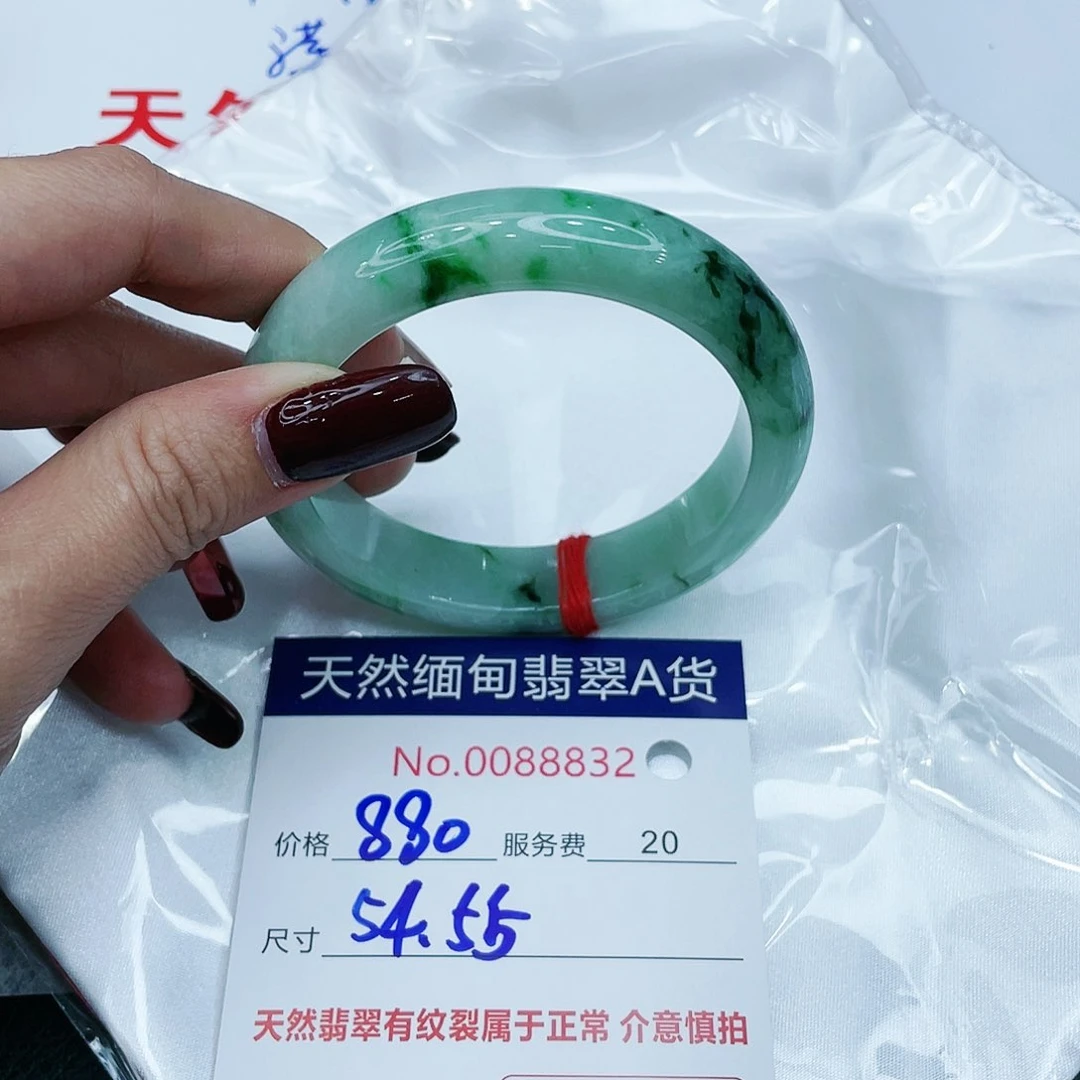 天然缅甸翡翠A货
No.0088832
价格 880 服务费 20
尺寸 54.55
天然翡翠有纹裂属于正常 介意慎拍